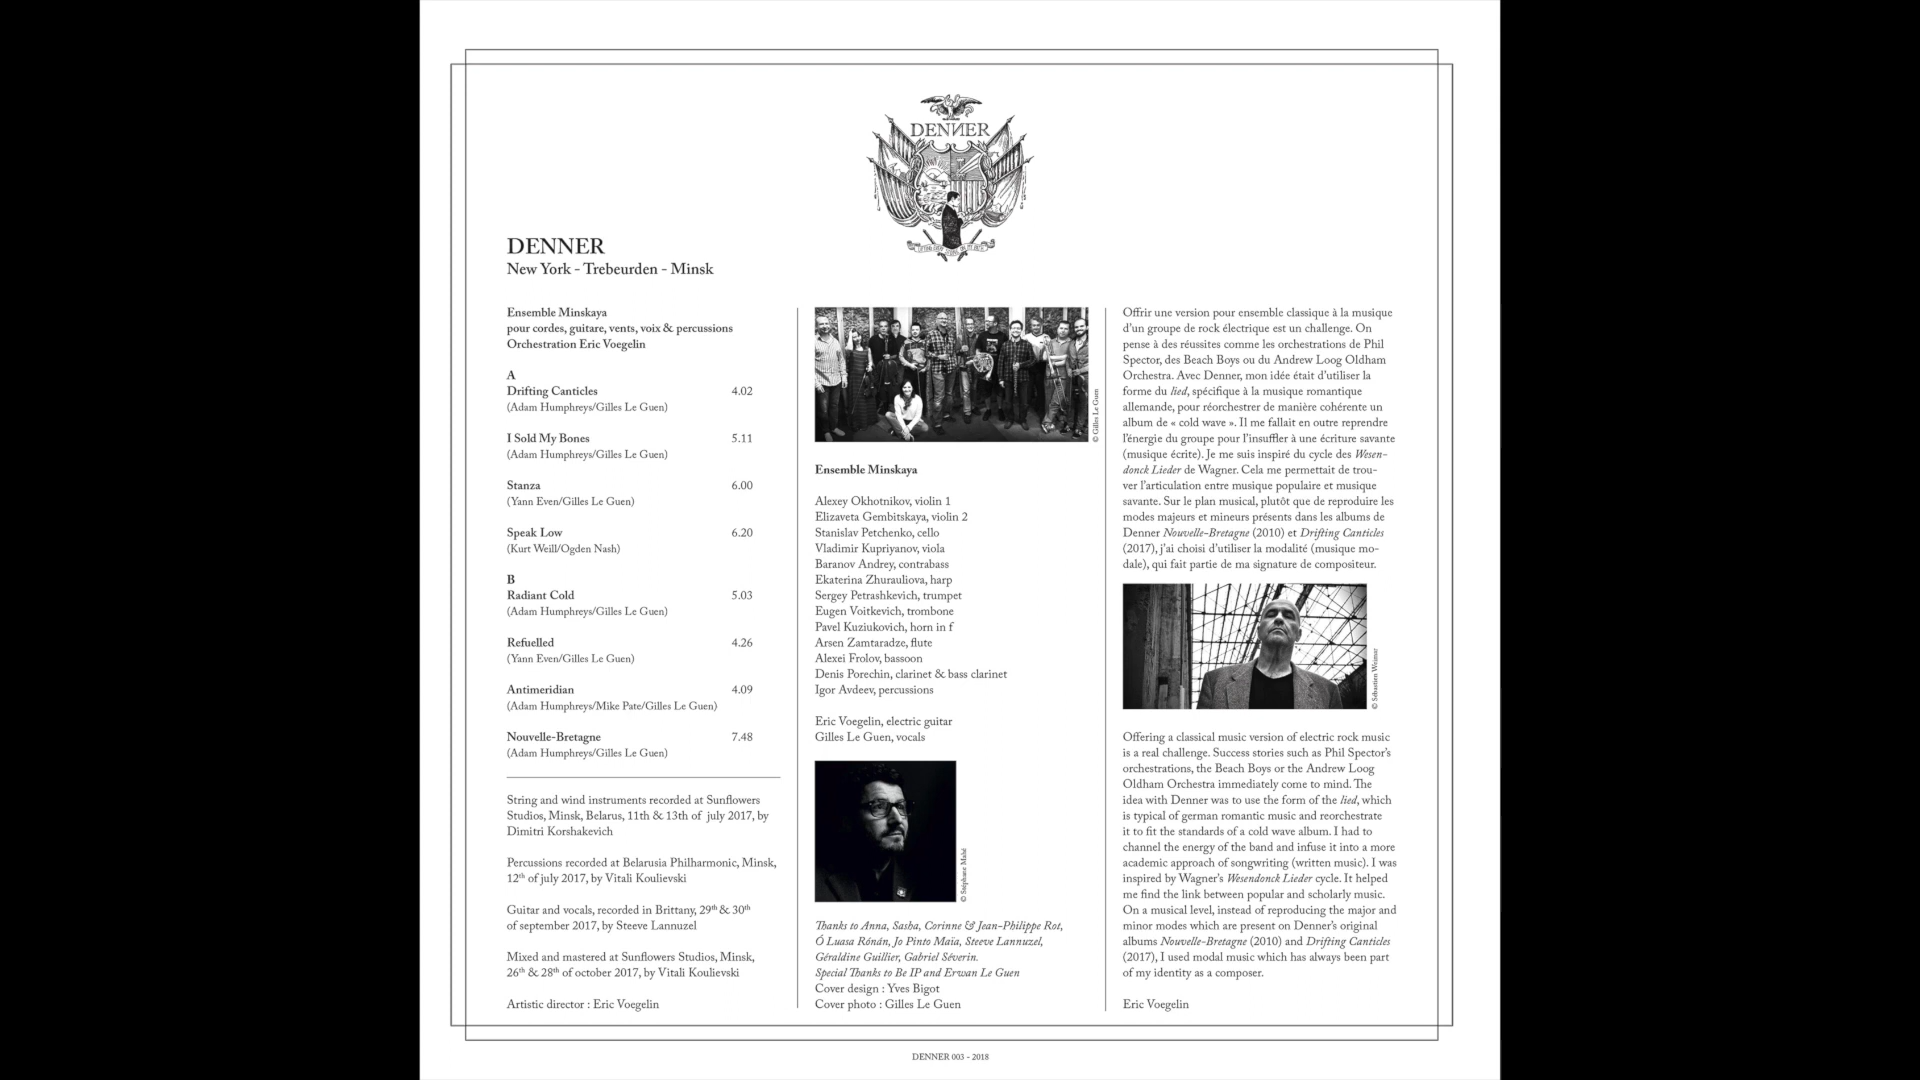 DENNER
DENNER
New York - Trebeurden - Minsk
Ensemble Minskaya
pour cordes, guitare, vents, voix & percussions
Orchestration Eric Voegelin
A
Drifting Canticles 4.02
(Adam Humphreys/Gilles Le Guen)
I Sold My Bones 5.11
(Adam Humphreys/Gilles Le Guen)
Stanza 6.00
(Yann Even/Gilles Le Guen)
Speak Low 6.20
(Kurt Weill/Ogden Nash)
B
Radiant Cold 5.03
(Adam Humphreys/Gilles Le Guen)
Refuelled 4.26
(Yann Even/Gilles Le Guen)
Antimeridian 4.09
(Adam Humphreys/Mike Pate/Gilles Le Guen)
Nouvelle-Bretagne 7.48
(Adam Humphreys/Gilles Le Guen)
String and wind instruments recorded at Sunflowers
Studios, Minsk, Belarus, 11th & 13th of july 2017, by
Dimitri Korshakevich
Percussions recorded at Belarusia Philharmonic, Minsk,
12th of july 2017, by Vitali Koulievski
Guitar and vocals, recorded in Brittany, 29th & 30th
of september 2017, by Steeve Lannuzel
Mixed and mastered at Sunflowers Studios, Minsk,
26th & 28th of october 2017, by Vitali Koulievski
Artistic director : Eric Voegelin
© Gilles Le Guen
Ensemble Minskaya
Alexey Okhotnikov, violin 1
Elizaveta Gembitskaya, violin 2
Stanislav Petchenko, cello
Vladimir Kupriyanov, viola
Baranov Andrey, contrabass
Ekaterina Zhurauliova, harp
Sergey Petrashkevich, trumpet
Eugen Voitkevich, trombone
Pavel Kuziukovich, horn in f
Arsen Zamtaradze, flute
Alexei Frolov, bassoon
Denis Porechin, clarinet & bass clarinet
Igor Avdeev, percussions
Eric Voegelin, electric guitar
Gilles Le Guen, vocals
© Stéphane Mahé
Thanks to Anna, Sasha, Corinne & Jean-Philippe Rot,
Ó Luasa Rónán, Jo Pinto Maïa, Steeve Lannuzel,
Géraldine Guillier, Gabriel Séverin.
Special Thanks to Be IP and Erwan Le Guen
Cover design : Yves Bigot
Cover photo : Gilles Le Guen
Offrir une version pour ensemble classique à la musique
d'un groupe de rock électrique est un challenge. On
pense à des réussites comme les orchestrations de Phil
Spector, des Beach Boys ou du Andrew Loog Oldham
Orchestra. Avec Denner, mon idée était d'utiliser la
forme du lied, spécifique à la musique romantique
allemande, pour réorchestrer de manière cohérente un
album de « cold wave ». Il me fallait en outre reprendre
l'énergie du groupe pour l'insuffler à une écriture savante
(musique écrite). Je me suis inspiré du cycle des Wesen-
donck Lieder de Wagner. Cela me permettait de trou-
ver l'articulation entre musique populaire et musique
savante. Sur le plan musical, plutôt que de reproduire les
modes majeurs et mineurs présents dans les albums de
Denner Nouvelle-Bretagne (2010) et Drifting Canticles
(2017), j'ai choisi d'utiliser la modalité (musique mo-
dale), qui fait partie de ma signature de compositeur.
© Sébastien Weimar
Offering a classical music version of electric rock music
is a real challenge. Success stories such as Phil Spector's
orchestrations, the Beach Boys or the Andrew Loog
Oldham Orchestra immediately come to mind. The
idea with Denner was to use the form of the lied, which
is typical of german romantic music and reorchestrate
it to fit the standards of a cold wave album. I had to
channel the energy of the band and infuse it into a more
academic approach of songwriting (written music). I was
inspired by Wagner's Wesendonck Lieder cycle. It helped
me find the link between popular and scholarly music.
On a musical level, instead of reproducing the major and
minor modes which are present on Denner's original
albums Nouvelle-Bretagne (2010) and Drifting Canticles
(2017), I used modal music which has always been part
of my identity as a composer.
Eric Voegelin
DENNER 003 - 2018